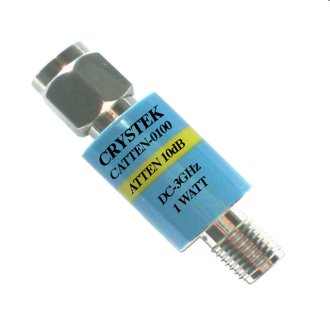 CRYSTEK
CATTEN-0100
ATTEN 10dB
DC-3GHz
1 WATT